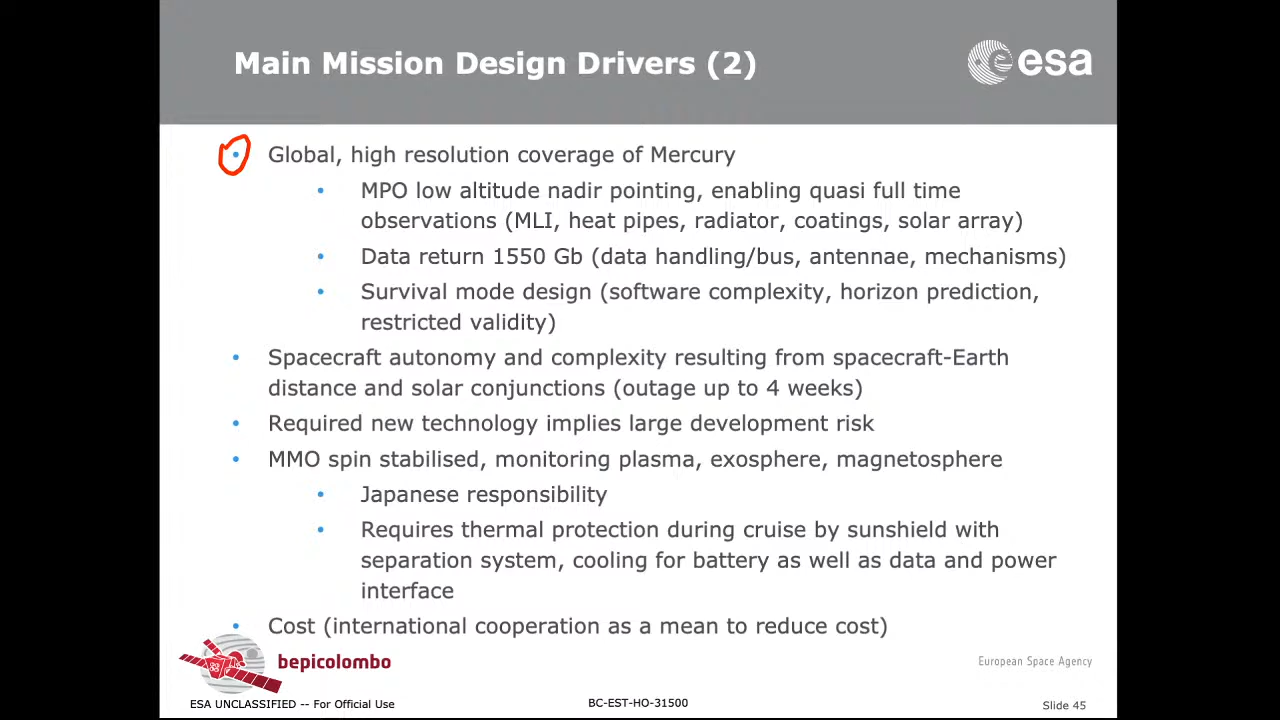 Main Mission Design Drivers (2)
esa
• Global, high resolution coverage of Mercury
• MPO low altitude nadir pointing, enabling quasi full time
observations (MLI, heat pipes, radiator, coatings, solar array)
• Data return 1550 Gb (data handling/bus, antennae, mechanisms)
• Survival mode design (software complexity, horizon prediction,
restricted validity)
• Spacecraft autonomy and complexity resulting from spacecraft-Earth
distance and solar conjunctions (outage up to 4 weeks)
• Required new technology implies large development risk
• MMO spin stabilised, monitoring plasma, exosphere, magnetosphere
• Japanese responsibility
• Requires thermal protection during cruise by sunshield with
separation system, cooling for battery as well as data and power
interface
• Cost (international cooperation as a mean to reduce cost)
bepicolombo
European Space Agency
ESA UNCLASSIFIED -- For Official Use
BC-EST-HO-31500
Slide 45